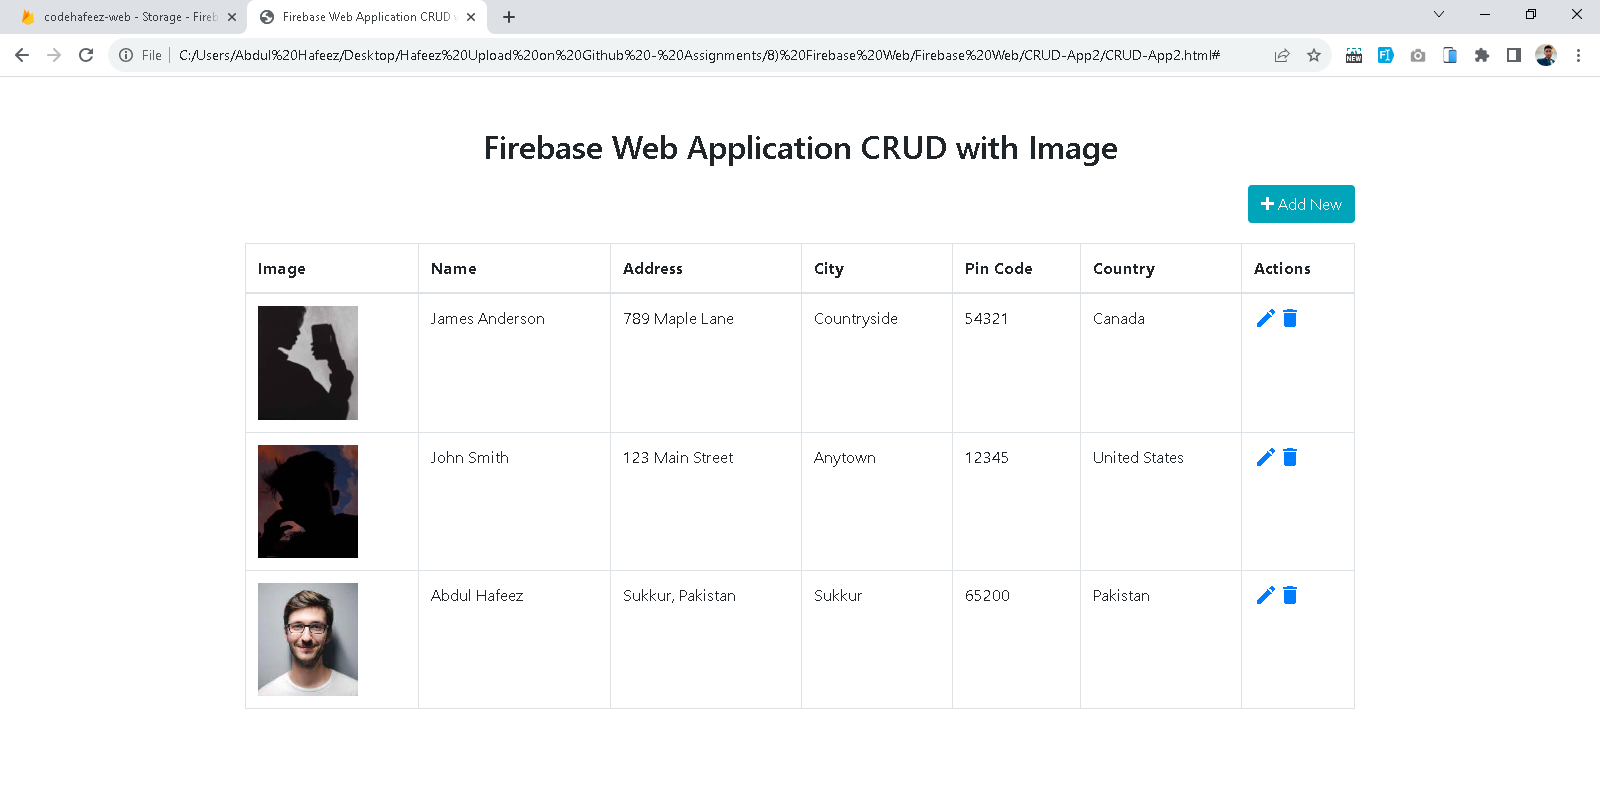 codehafeez-web - Storage - Fireb
Firebase Web Application CRUD w
File
C:/Users/Abdul%20Hafeez/Desktop/Hafeez%20Upload%20on%20Github%20-%20Assignments/8)%20Firebase%20Web/Firebase%20Web/CRUD-App2/CRUD-App2.html#
NEW
Firebase Web Application CRUD with Image
Add New
Image Name Address City Pin Code Country Actions
James Anderson 789 Maple Lane Countryside 54321 Canada
John Smith 123 Main Street Anytown 12345 United States
Abdul Hafeez Sukkur, Pakistan Sukkur 65200 Pakistan